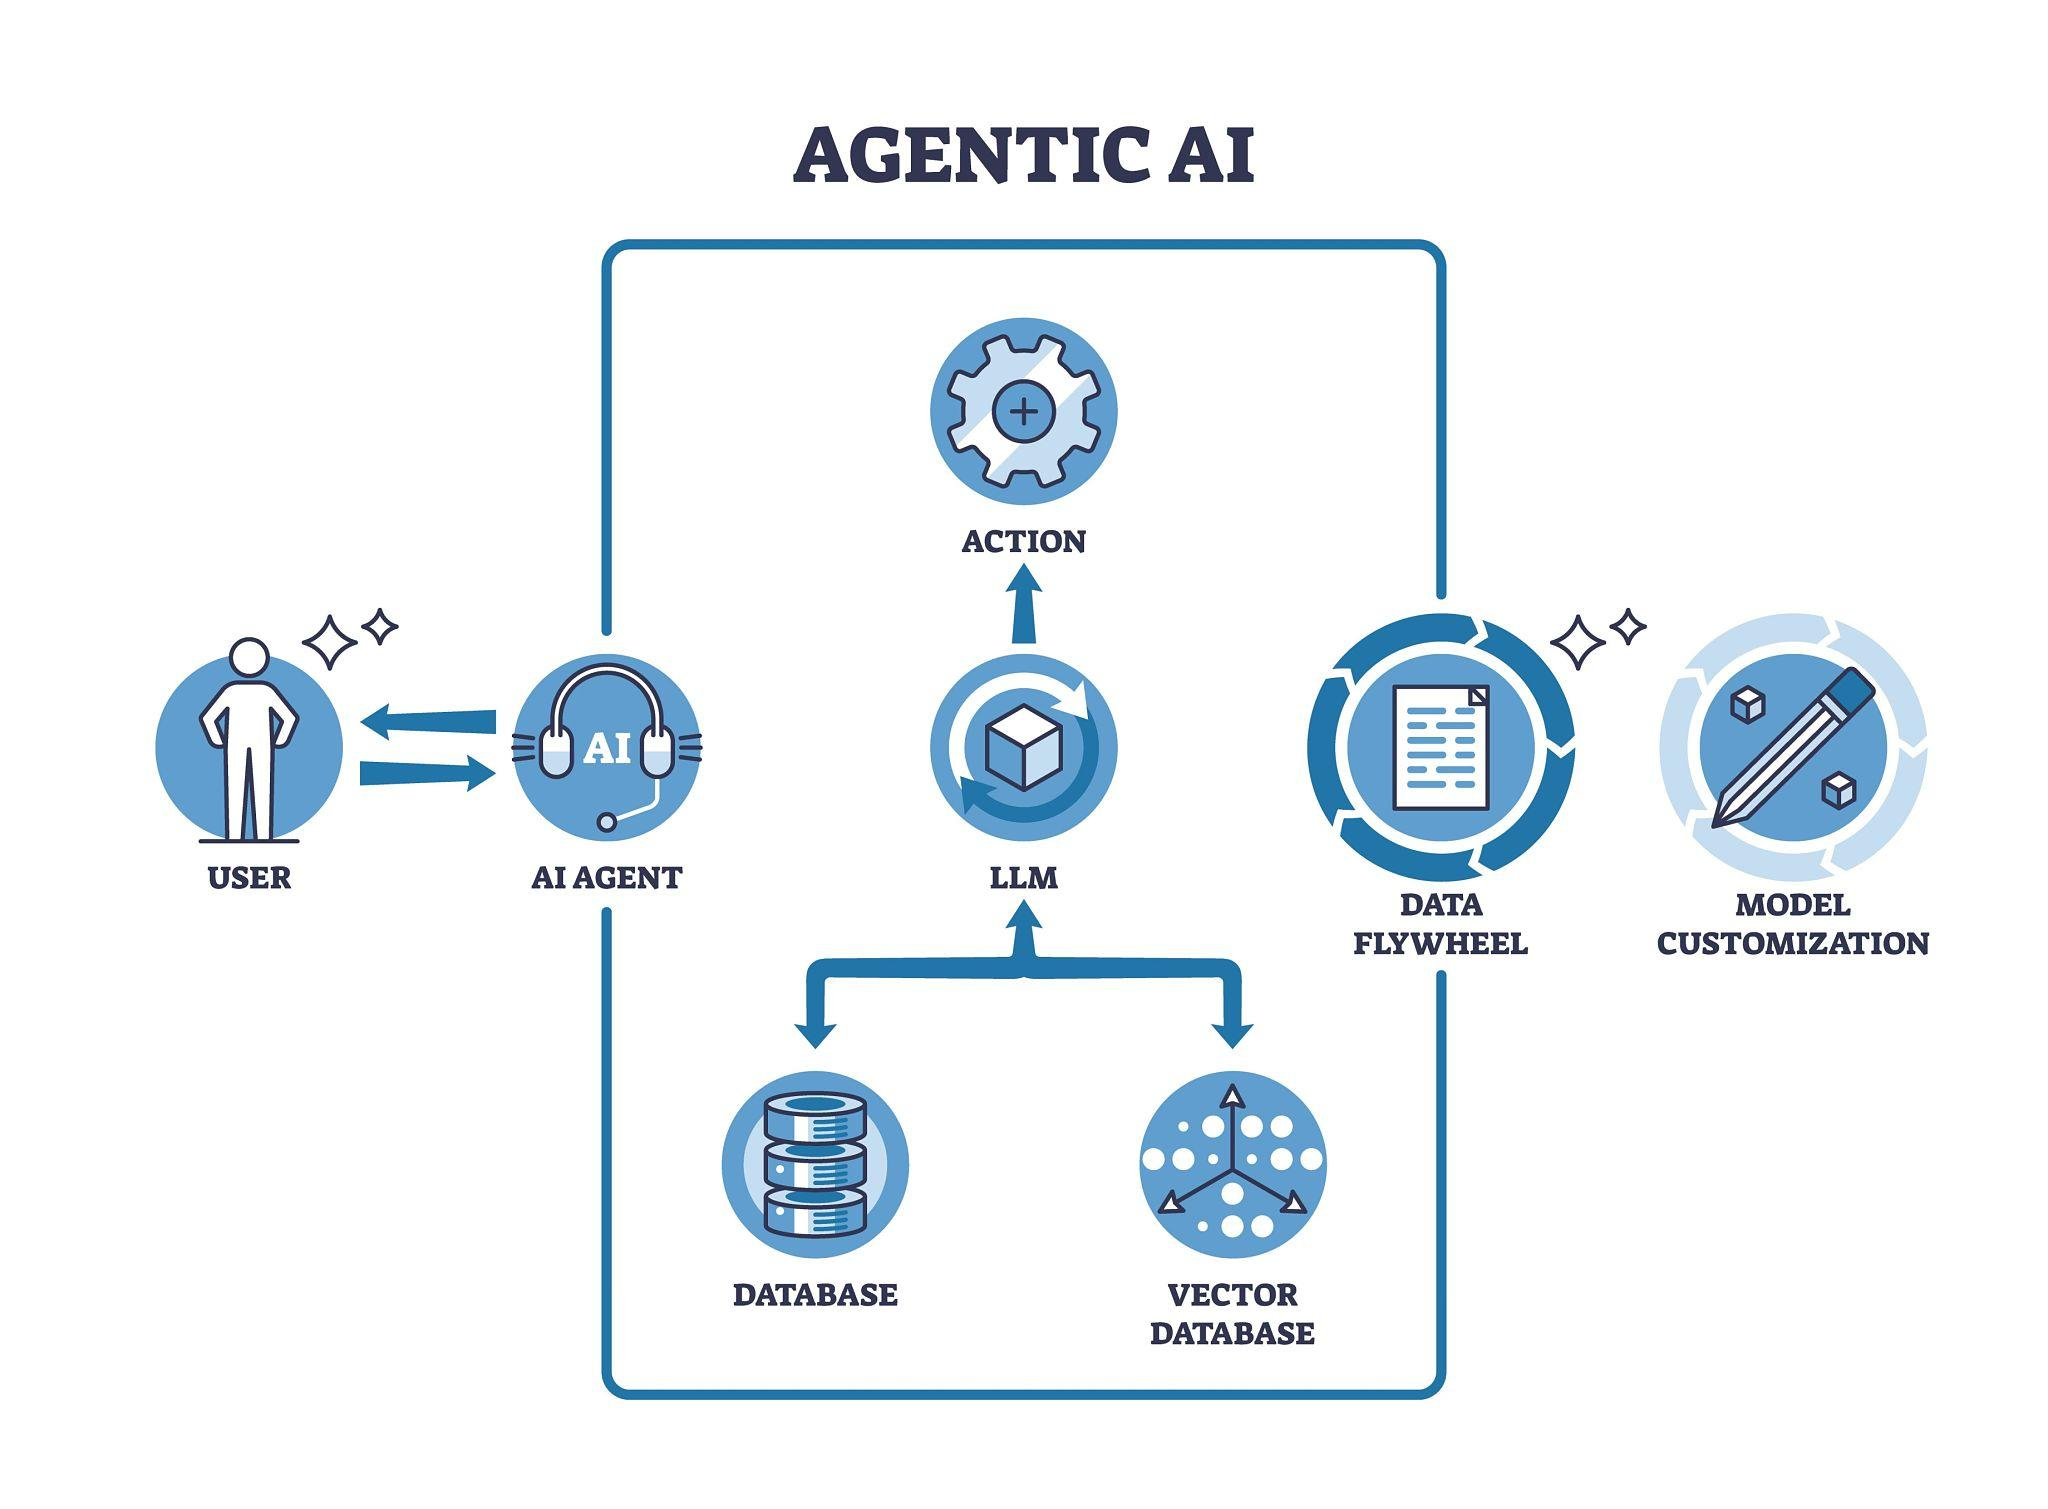 AGENTIC AI
ACTION
AI
USER
AI AGENT
LLM
DATA
FLYWHEEL
MODEL
CUSTOMIZATION
DATABASE
VECTOR
DATABASE